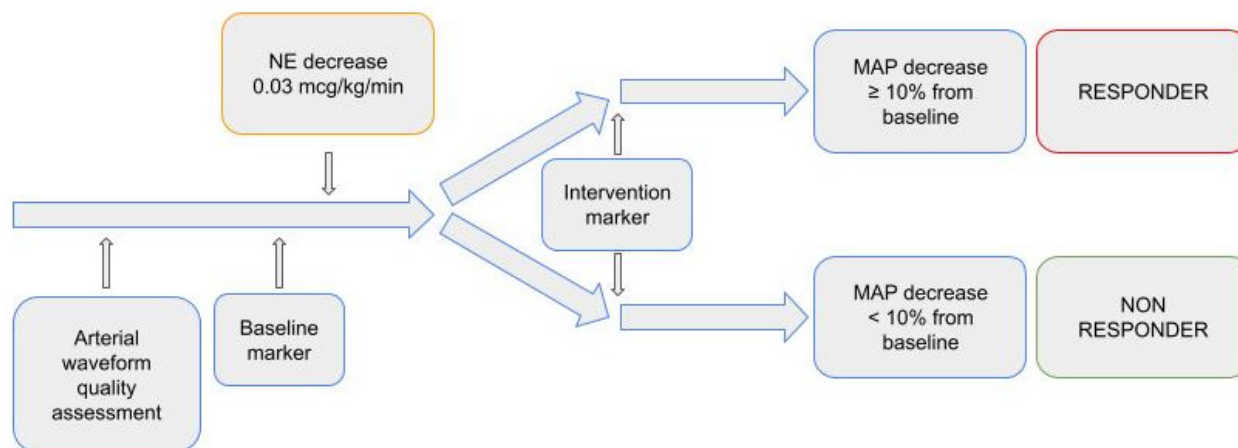 NE decrease
0.03 mcg/kg/min
MAP decrease
≥ 10% from
baseline
RESPONDER
Intervention
marker
Arterial
waveform
quality
assessment
Baseline
marker
MAP decrease
< 10% from
baseline
NON
RESPONDER